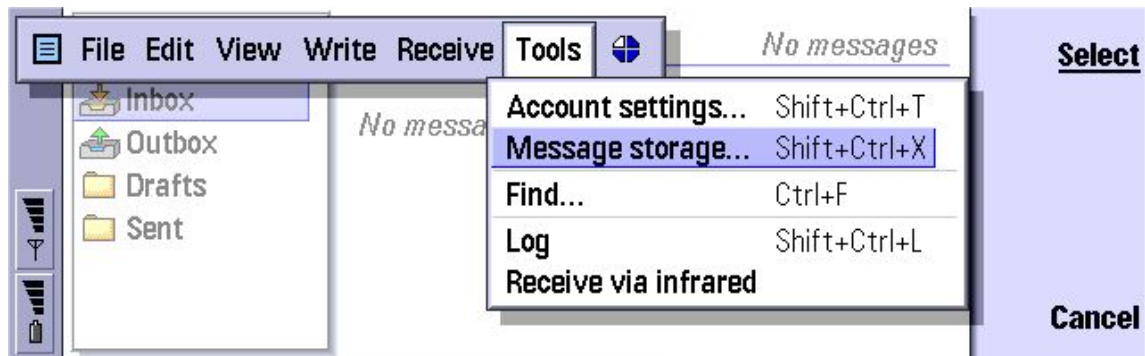 File Edit View Write Receive Tools
No messages
Select
Inbox
Outbox
Drafts
Sent
No messa
Account settings... Shift+Ctrl+T
Message storage... Shift+Ctrl+X
Find... Ctrl+F
Log Shift+Ctrl+L
Receive via infrared
Cancel